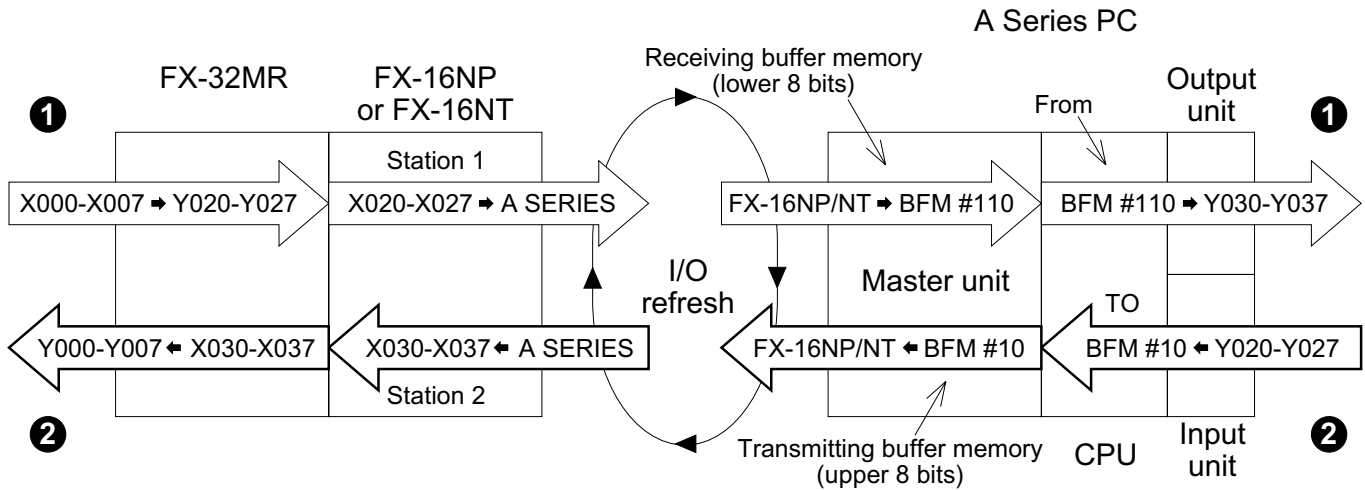 A Series PC
Receiving buffer memory
(lower 8 bits)
FX-32MR
FX-16NP
or FX-16NT
From
Output
unit
1
1
Station 1
X000-X007 ➡ Y020-Y027
X020-X027 ➡ A SERIES
FX-16NP/NT ➡ BFM #110
BFM #110 ➡ Y030-Y037
I/O
refresh
Master unit
TO
Y000-Y007 ⬅ X030-X037
X030-X037 ⬅ A SERIES
FX-16NP/NT ⬅ BFM #10
BFM #10 ⬅ Y020-Y027
Station 2
2
2
Transmitting buffer memory
(upper 8 bits)
CPU
Input
unit